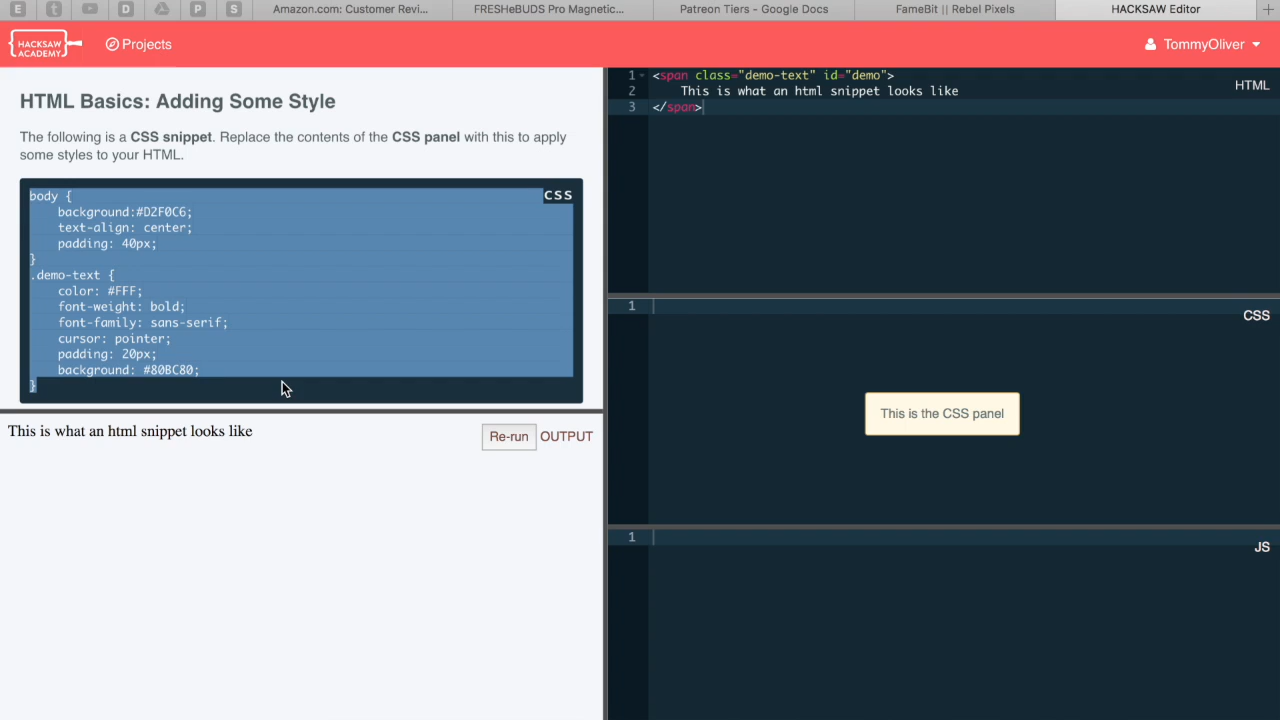 E
t
D
P
S
Amazon.com: Customer Revi...
FRESHeBUDS Pro Magnetic...
Patreon Tiers - Google Docs
FameBit || Rebel Pixels
HACKSAW Editor
HACKSAW
ACADEMY
Projects
TommyOliver
HTML Basics: Adding Some Style
The following is a CSS snippet. Replace the contents of the CSS panel with this to apply
some styles to your HTML.
CSS
body {
    background:#D2F0C6;
    text-align: center;
    padding: 40px;
}
.demo-text {
    color: #FFF;
    font-weight: bold;
    font-family: sans-serif;
    cursor: pointer;
    padding: 20px;
    background: #80BC80;
}
This is what an html snippet looks like
Re-run OUTPUT
1 <span class="demo-text" id="demo">
2     This is what an html snippet looks like
3 </span>
HTML
1
CSS
This is the CSS panel
1
JS